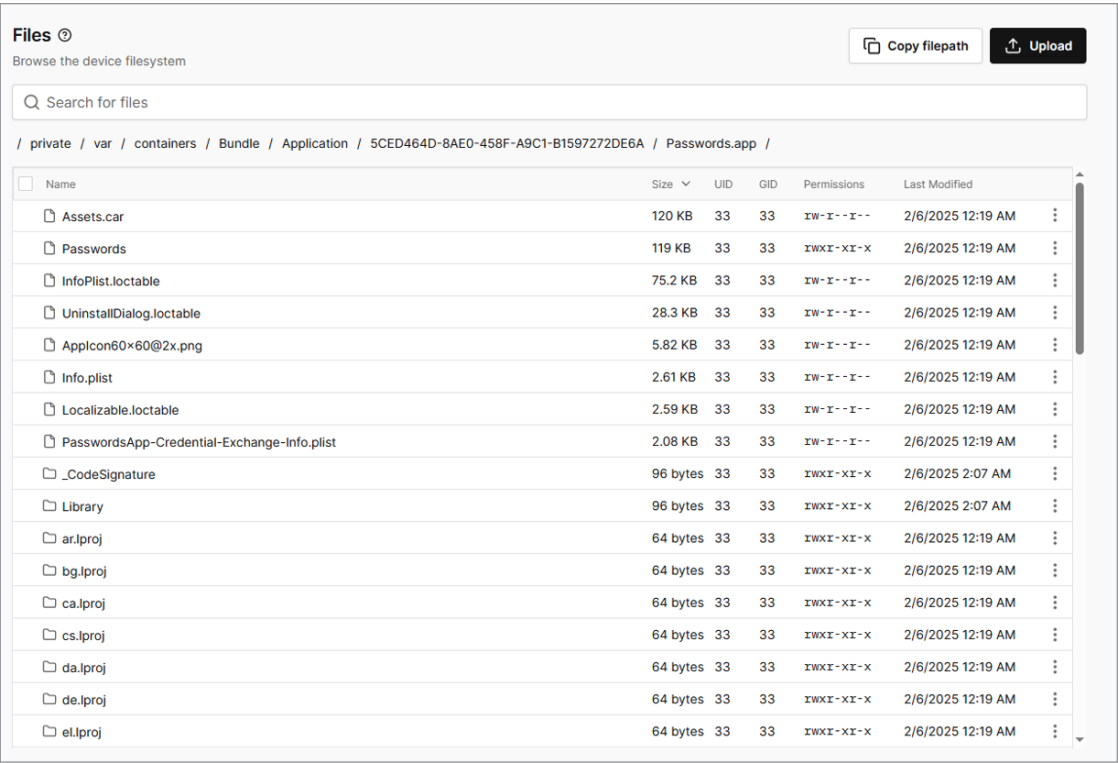 Files
Copy filepath
Upload
Browse the device filesystem
Search for files
/ private / var / containers / Bundle / Application / 5CED464D-8AE0-458F-A9C1-B1597272DE6A / Passwords.app /
Name Size UID GID Permissions Last Modified
Assets.car 120 KB 33 33 rw-r--r-- 2/6/2025 12:19 AM
Passwords 119 KB 33 33 rwxr-xr-x 2/6/2025 12:19 AM
InfoPlist.loctable 75.2 KB 33 33 rw-r--r-- 2/6/2025 12:19 AM
UninstallDialog.loctable 28.3 KB 33 33 rw-r--r-- 2/6/2025 12:19 AM
AppIcon60x60@2x.png 5.82 KB 33 33 rw-r--r-- 2/6/2025 12:19 AM
Info.plist 2.61 KB 33 33 rw-r--r-- 2/6/2025 12:19 AM
Localizable.loctable 2.59 KB 33 33 rw-r--r-- 2/6/2025 12:19 AM
PasswordsApp-Credential-Exchange-Info.plist 2.08 KB 33 33 rw-r--r-- 2/6/2025 12:19 AM
_CodeSignature 96 bytes 33 33 rwxr-xr-x 2/6/2025 2:07 AM
Library 96 bytes 33 33 rwxr-xr-x 2/6/2025 2:07 AM
ar.lproj 64 bytes 33 33 rwxr-xr-x 2/6/2025 12:19 AM
bg.lproj 64 bytes 33 33 rwxr-xr-x 2/6/2025 12:19 AM
ca.lproj 64 bytes 33 33 rwxr-xr-x 2/6/2025 12:19 AM
cs.lproj 64 bytes 33 33 rwxr-xr-x 2/6/2025 12:19 AM
da.lproj 64 bytes 33 33 rwxr-xr-x 2/6/2025 12:19 AM
de.lproj 64 bytes 33 33 rwxr-xr-x 2/6/2025 12:19 AM
el.lproj 64 bytes 33 33 rwxr-xr-x 2/6/2025 12:19 AM